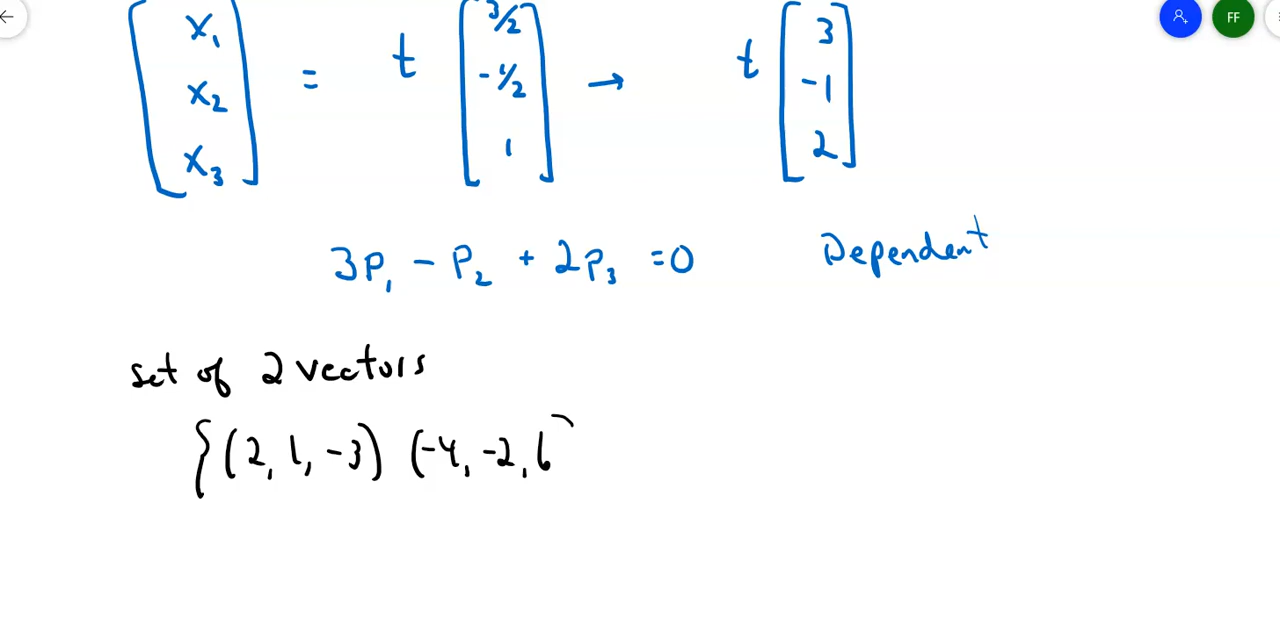 FF
[x₁ x₂ x₃] = t [3/2 -1/2 1] → t [3 -1 2]
3p₁ - p₂ + 2p₃ = 0 Dependent
set of 2 vectors
{(2, 1, -3) (-4, -2, 6)